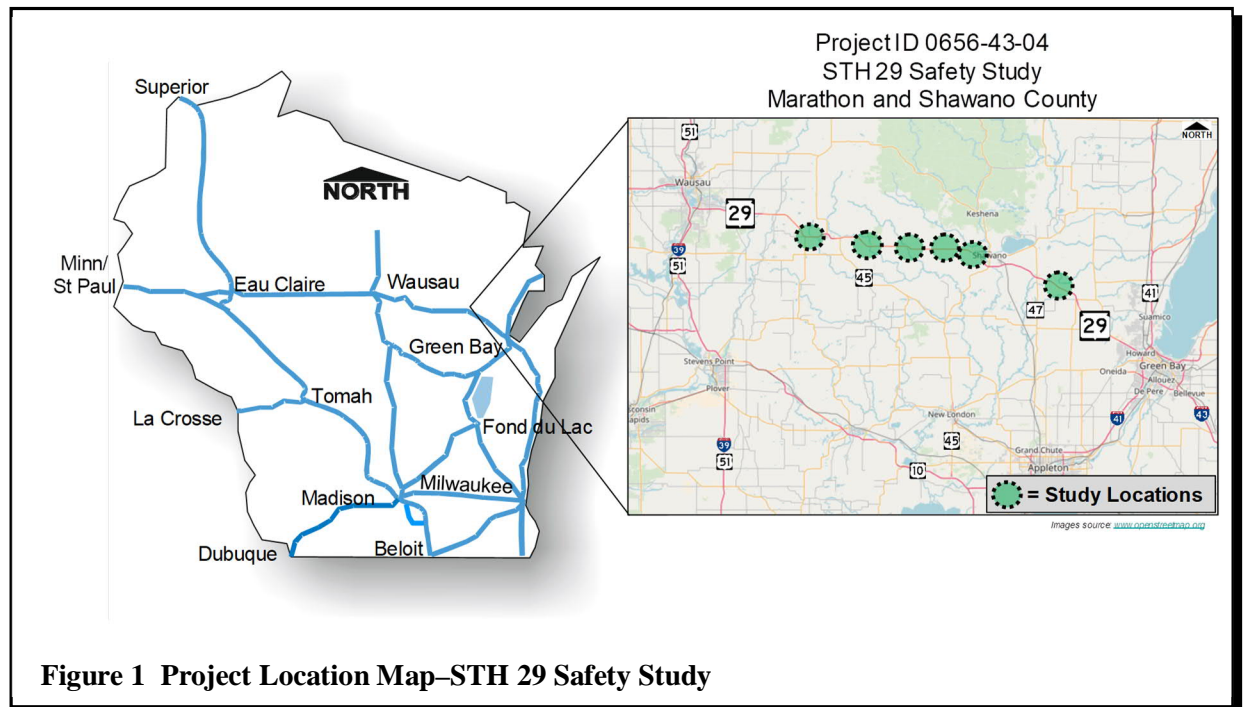 Project ID 0656-43-04
STH 29 Safety Study
Marathon and Shawano County
Superior
NORTH
Minn/
St Paul
Eau Claire
Wausau
Green Bay
Tomah
La Crosse
Fond du Lac
Madison
Milwaukee
Dubuque
Beloit
51
NORTH
Wausau
29
Keshena
39
51
45
Shawano
47
41
Suamico
29
Howard
Green Bay
Oneida
Allouez
De Pere
Bellevue
Stevens Point
Plover
isconsin
apids
New London
41
43
39
51
45
10
Grand Chute
Appleton
= Study Locations
Images source: www.openstreetmap.org
Figure 1 Project Location Map–STH 29 Safety Study